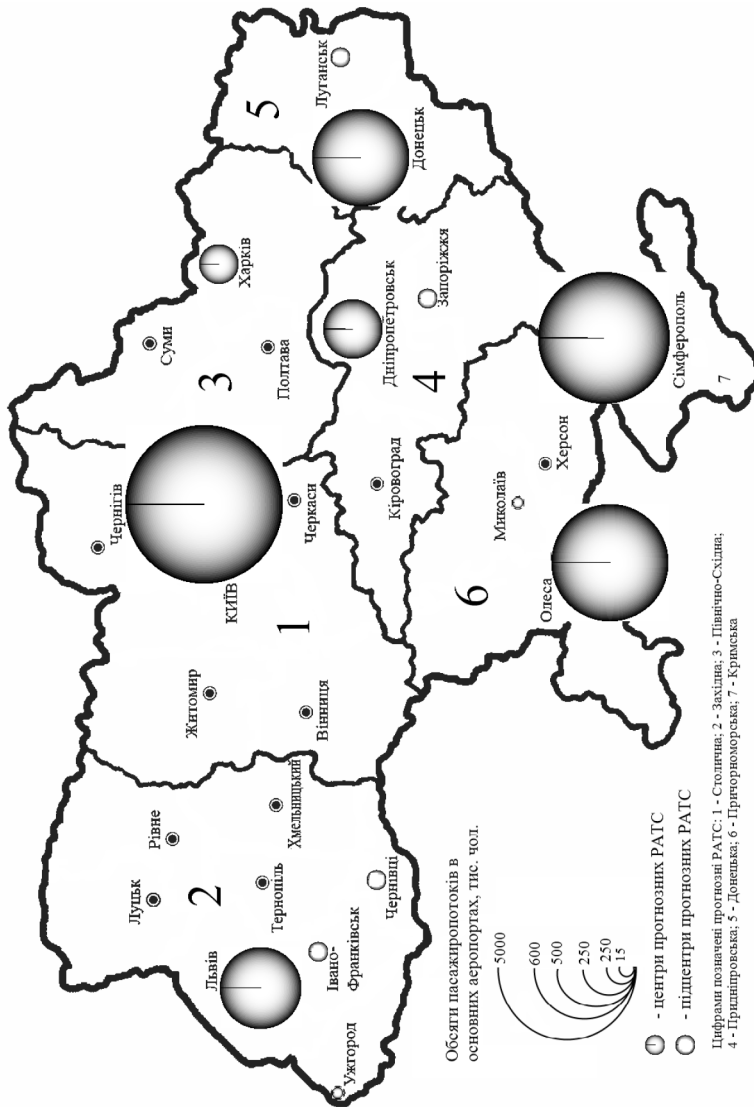 Чернігів
Суми
Харків
5
Луганськ
Луцьк
Рівне
Житомир
КИЇВ
3
Полтава
Донецьк
2
Львів
Тернопіль
Хмельницький
1
Вінниця
Черкаси
Дніпропетровськ
Запоріжжя
4
Кіровоград
Івано-
Франківськ
Ужгород
Чернівці
6
Миколаїв
Херсон
Одеса
Сімферополь
7
Обсяги пасажиропотоків в
основних аеропортах, тис. чол.
5000
600
500
250
250
15
- центри прогнозних РАТС
- підцентри прогнозних РАТС
Цифрами позначені прогнозні РАТС: 1 - Столична; 2 - Західна; 3 - Північно-Східна;
4 - Придніпровська; 5 - Донецька; 6 - Причорноморська; 7 - Кримська